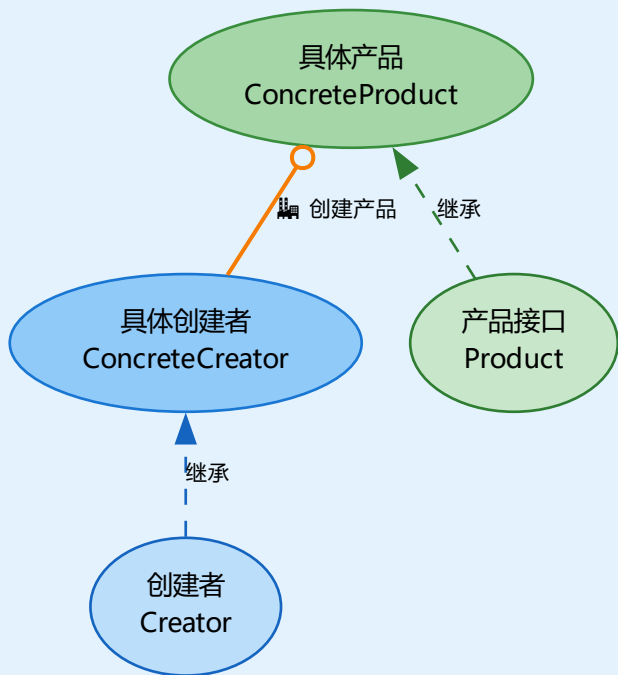 具体产品
ConcreteProduct
🏭 创建产品
继承
具体创建者
ConcreteCreator
产品接口
Product
继承
创建者
Creator